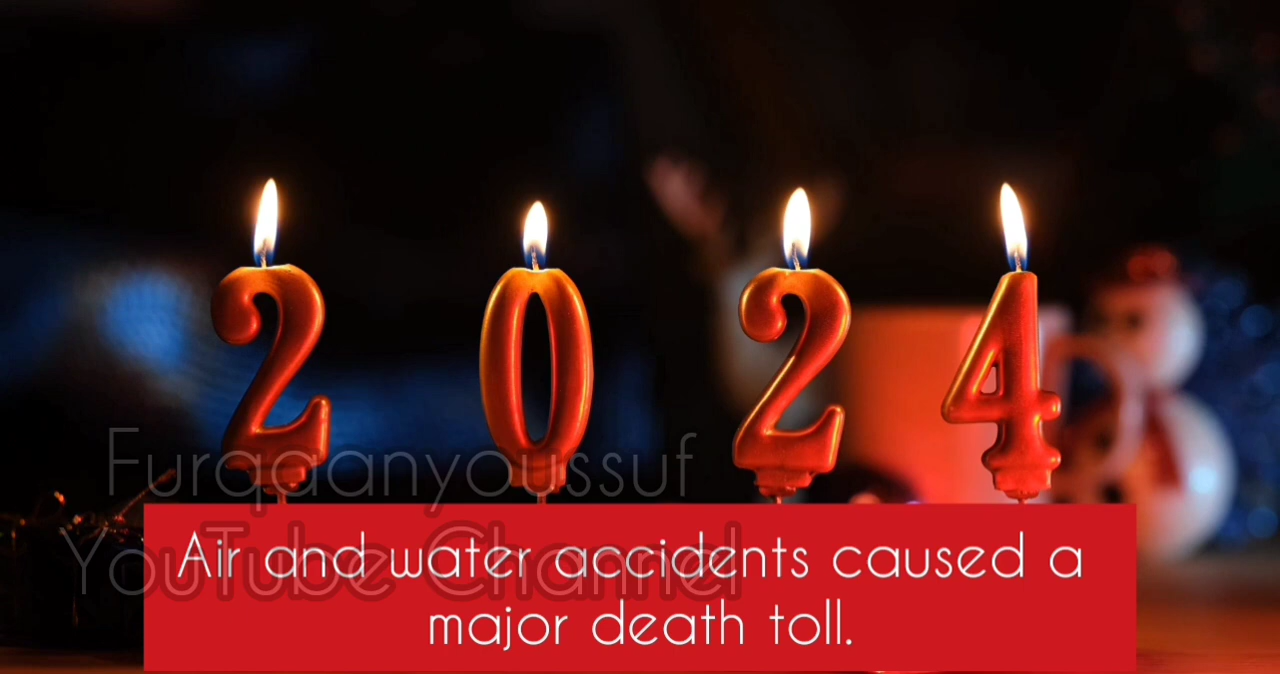 2024
Furqaanyoussuf
YouTube Channel
Air and water accidents caused a
major death toll.